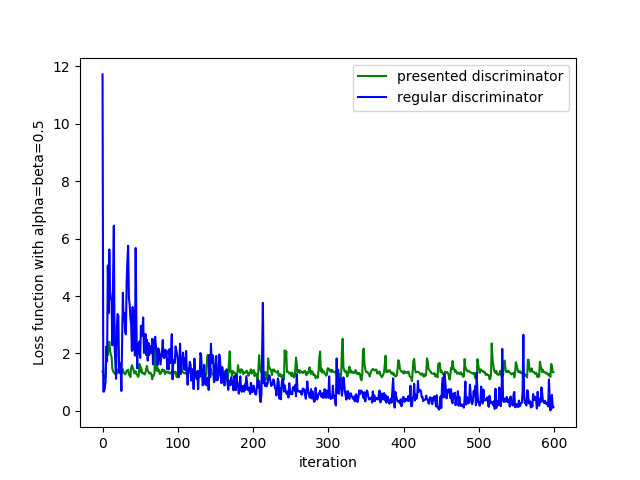 12
10
8
6
4
2
0
Loss function with alpha=beta=0.5
presented discriminator
regular discriminator
0 100 200 300 400 500 600
iteration